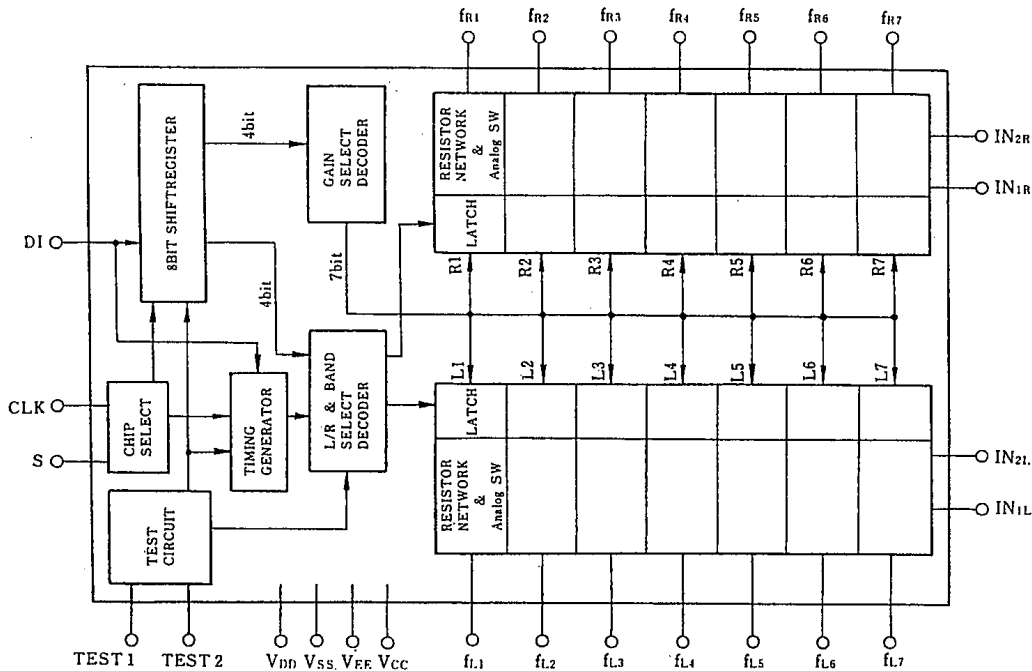 fR1 fR2 fR3 fR4 fR5 fR6 fR7
8BIT SHIFTREGISTER
4bit
GAIN
SELECT
DECODER
RESISTOR
NETWORK
&
Analog SW
LATCH
IN2R
IN1R
DI
4bit
7bit
R1 R2 R3 R4 R5 R6 R7
L1 L2 L3 L4 L5 L6 L7
CLK
S
CHIP
SELECT
TIMING
GENERATOR
L/R & BAND
SELECT
DECODER
LATCH
RESISTOR
NETWORK
&
Analog SW
IN2L
IN1L
TEST
CIRCUIT
TEST 1 TEST 2 VDD VSS VEE VCC fL1 fL2 fL3 fL4 fL5 fL6 fL7